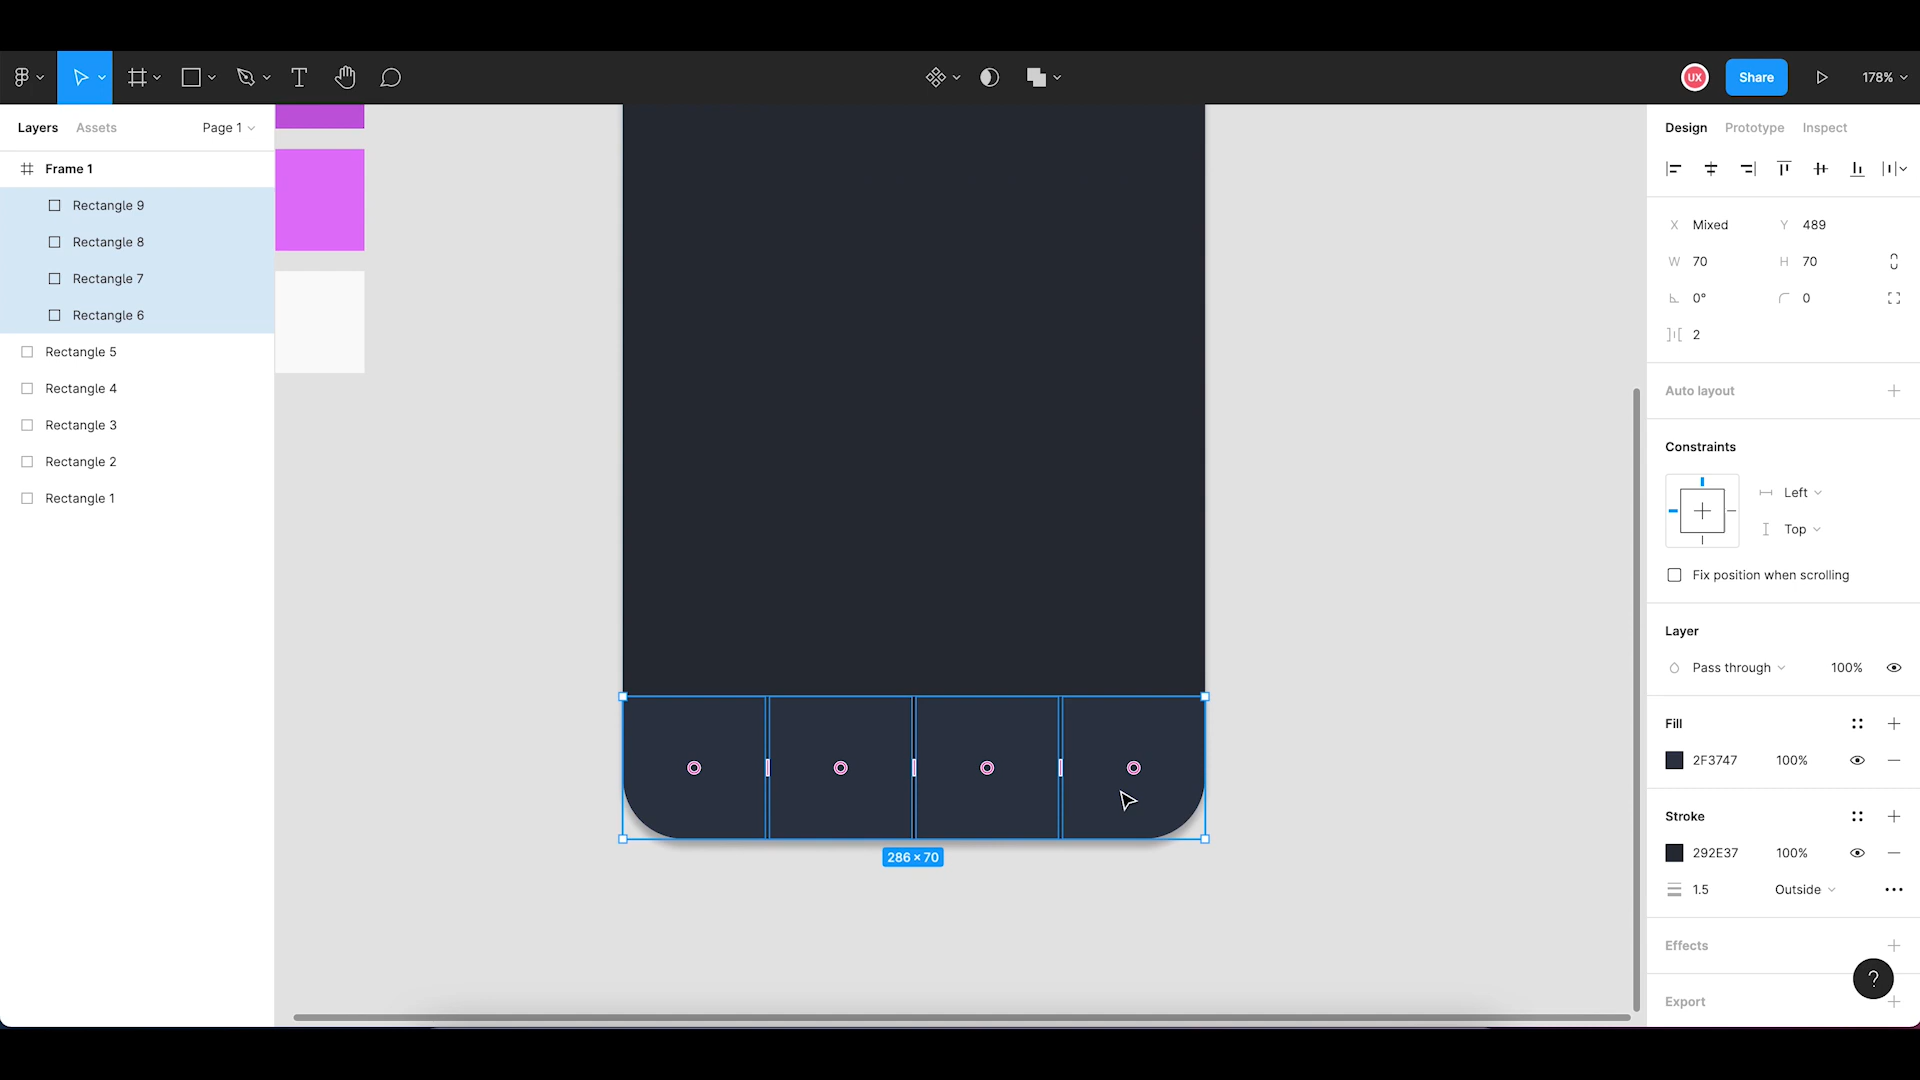 UX
Share
178%
Layers
Assets
Page 1
Design
Prototype
Inspect
Frame 1
Rectangle 9
Rectangle 8
Rectangle 7
Rectangle 6
Rectangle 5
Rectangle 4
Rectangle 3
Rectangle 2
Rectangle 1
286 × 70
X Mixed Y 489
W 70 H 70
0° 0
2
Auto layout
Constraints
Left
Top
Fix position when scrolling
Layer
Pass through 100%
Fill
2F3747 100%
Stroke
292E37 100%
1.5 Outside
Effects
?
Export